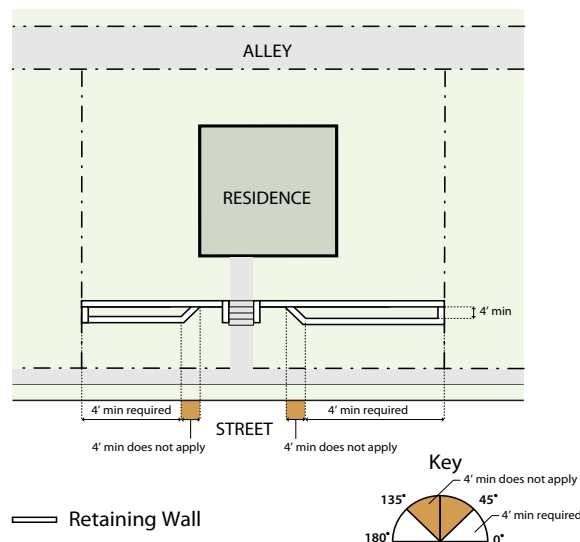 ALLEY
RESIDENCE
4' min
4' min required
4' min required
STREET
4' min does not apply
4' min does not apply
Key
4' min does not apply
135°
45°
4' min required
180°
0°
Retaining Wall